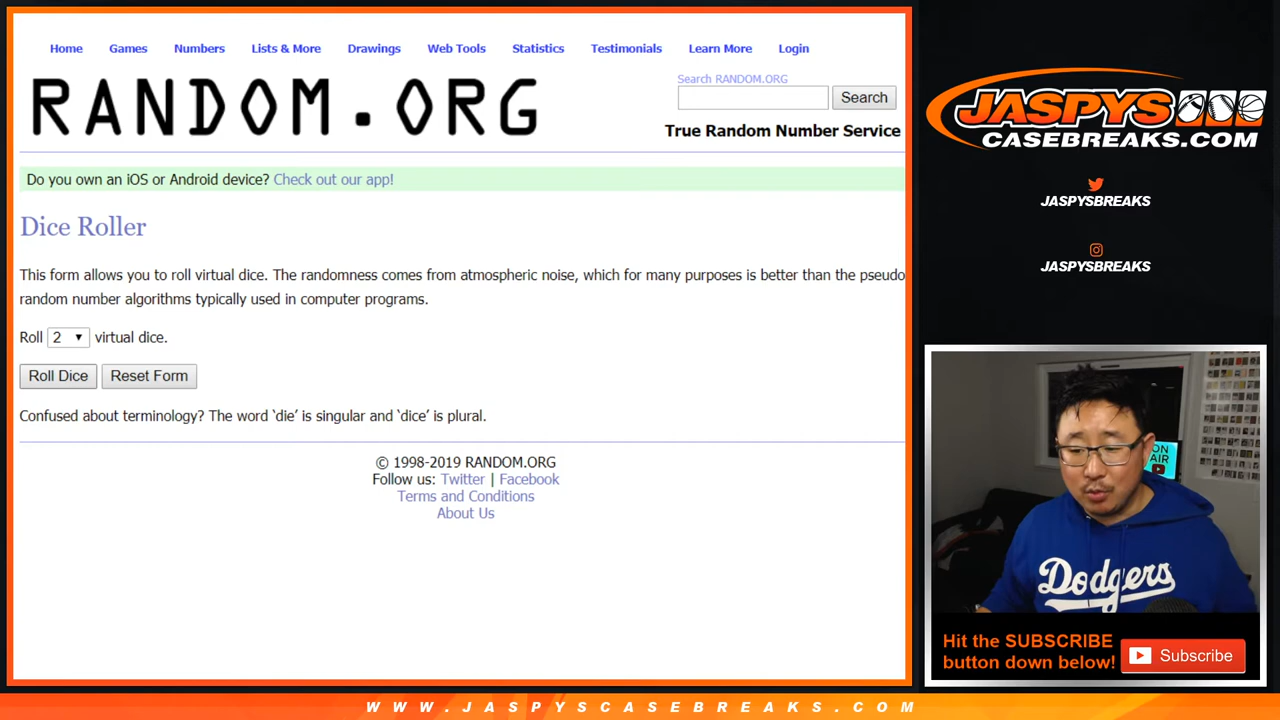 Home Games Numbers Lists & More Drawings Web Tools Statistics Testimonials Learn More Login
RANDOM.ORG
Search RANDOM.ORG
Search
True Random Number Service
Do you own an iOS or Android device? Check out our app!
Dice Roller
This form allows you to roll virtual dice. The randomness comes from atmospheric noise, which for many purposes is better than the pseudo
random number algorithms typically used in computer programs.
Roll 2 virtual dice.
Roll Dice Reset Form
Confused about terminology? The word ‘die’ is singular and ‘dice’ is plural.
© 1998-2019 RANDOM.ORG
Follow us: Twitter | Facebook
Terms and Conditions
About Us
JASPYS
CASEBREAKS.COM
JASPYSBREAKS
JASPYSBREAKS
ON
AIR
Dodgers
Hit the SUBSCRIBE
button down below!
Subscribe
WWW.JASPYSCASEBREAKS.COM